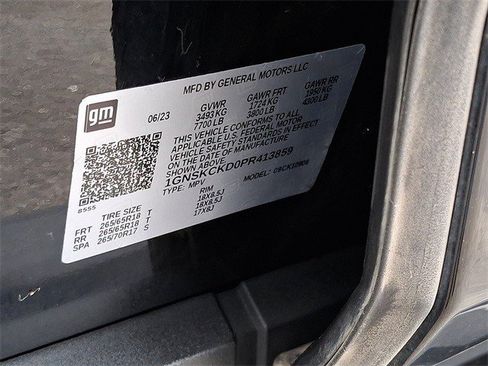 MFD BY GENERAL MOTORS LLC
gm
06/23 GVWR GAWR FRT GAWR RR
3493 KG 1724 KG 1950 KG
7700 LB 3800 LB 4300 LB
THIS VEHICLE CONFORMS TO ALL
APPLICABLE U.S. FEDERAL MOTOR
VEHICLE SAFETY STANDARDS IN EFFECT
ON THE DATE OF MANUFACTURE
SHOWN ABOVE.
1GNSKCKD0PR413859
TYPE: MPV
8555
TIRE SIZE RIM
FRT 265/65R18 T 18X8.5J
RR 265/65R18 T 18X8.5J
SPA 265/70R17 S 17X8J